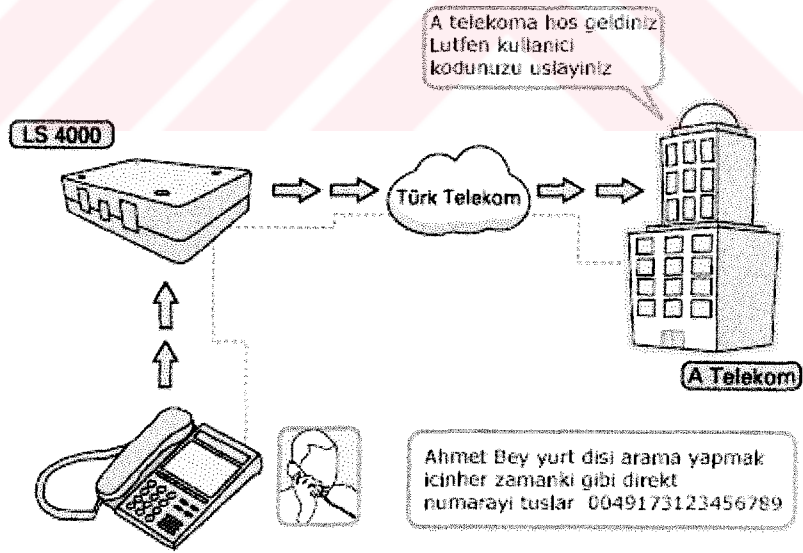 A telekoma hos geldiniz
Lutfen kullanici
kodunuzu uslayiniz
LS 4000
Türk Telekom
A Telekom
Ahmet Bey yurt disi arama yapmak
icinher zamanki gibi direkt
numarayi tuslar 0049173123456789